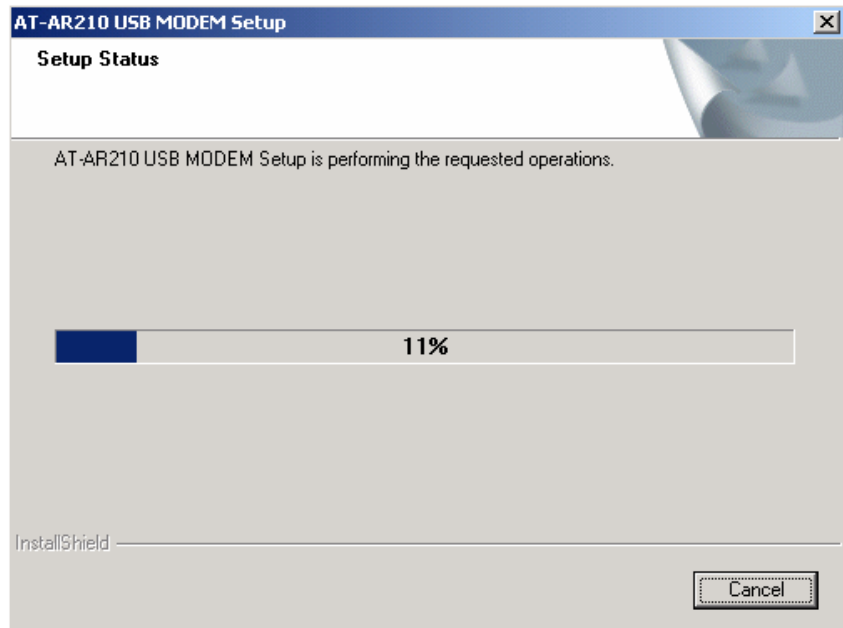 AT-AR210 USB MODEM Setup
Setup Status
AT-AR210 USB MODEM Setup is performing the requested operations.
11%
InstallShield
Cancel